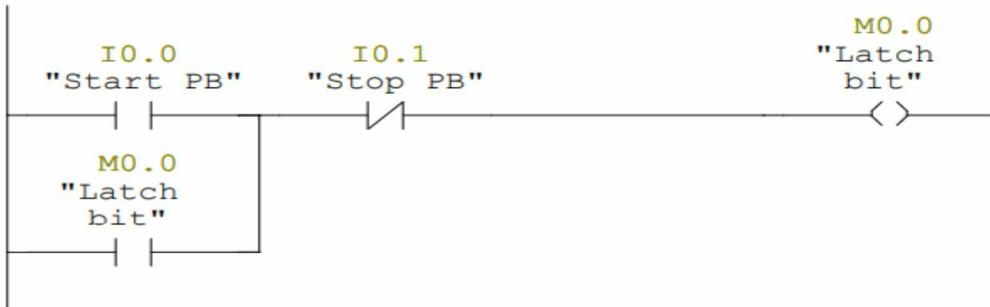 M0.0
I0.0 I0.1 "Latch
"Start PB" "Stop PB" bit"
M0.0
"Latch
bit"